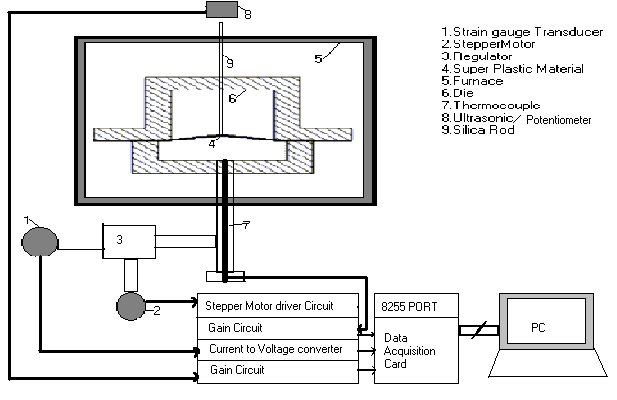 8
1.Strain gauge Transducer
2.StepperMotor
3.Regulator
4.Super Plastic Material
5.Furnace
6.Die
7.Thermocouple
8.Ultrasonic/ Potentiometer
9.Silica Rod
5
9
6
4
1
3
7
2
Stepper Motor driver Circuit
Gain Circuit
Current to Voltage converter
Gain Circuit
8255 PORT
Data
Acquisition
Card
PC